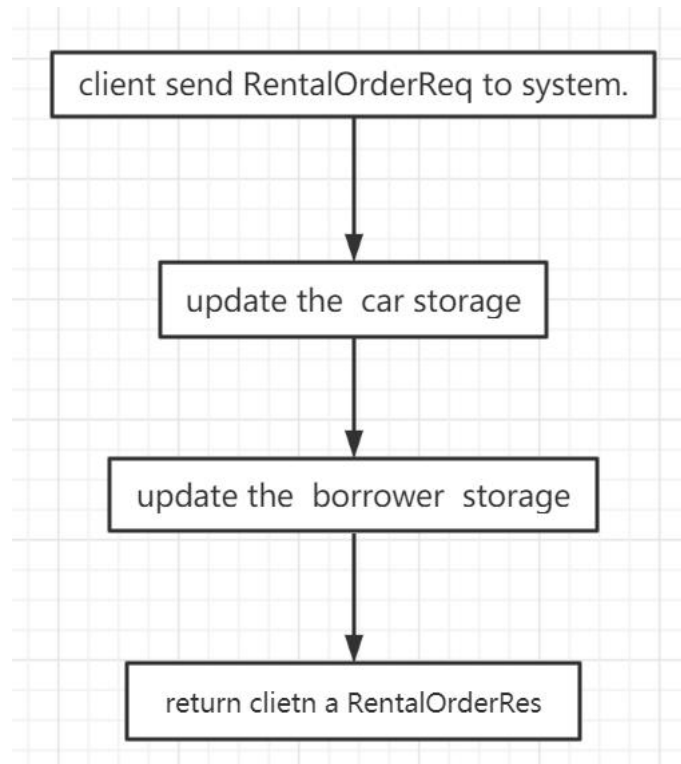 client send RentalOrderReq to system.
update the car storage
update the borrower storage
return clietn a RentalOrderRes